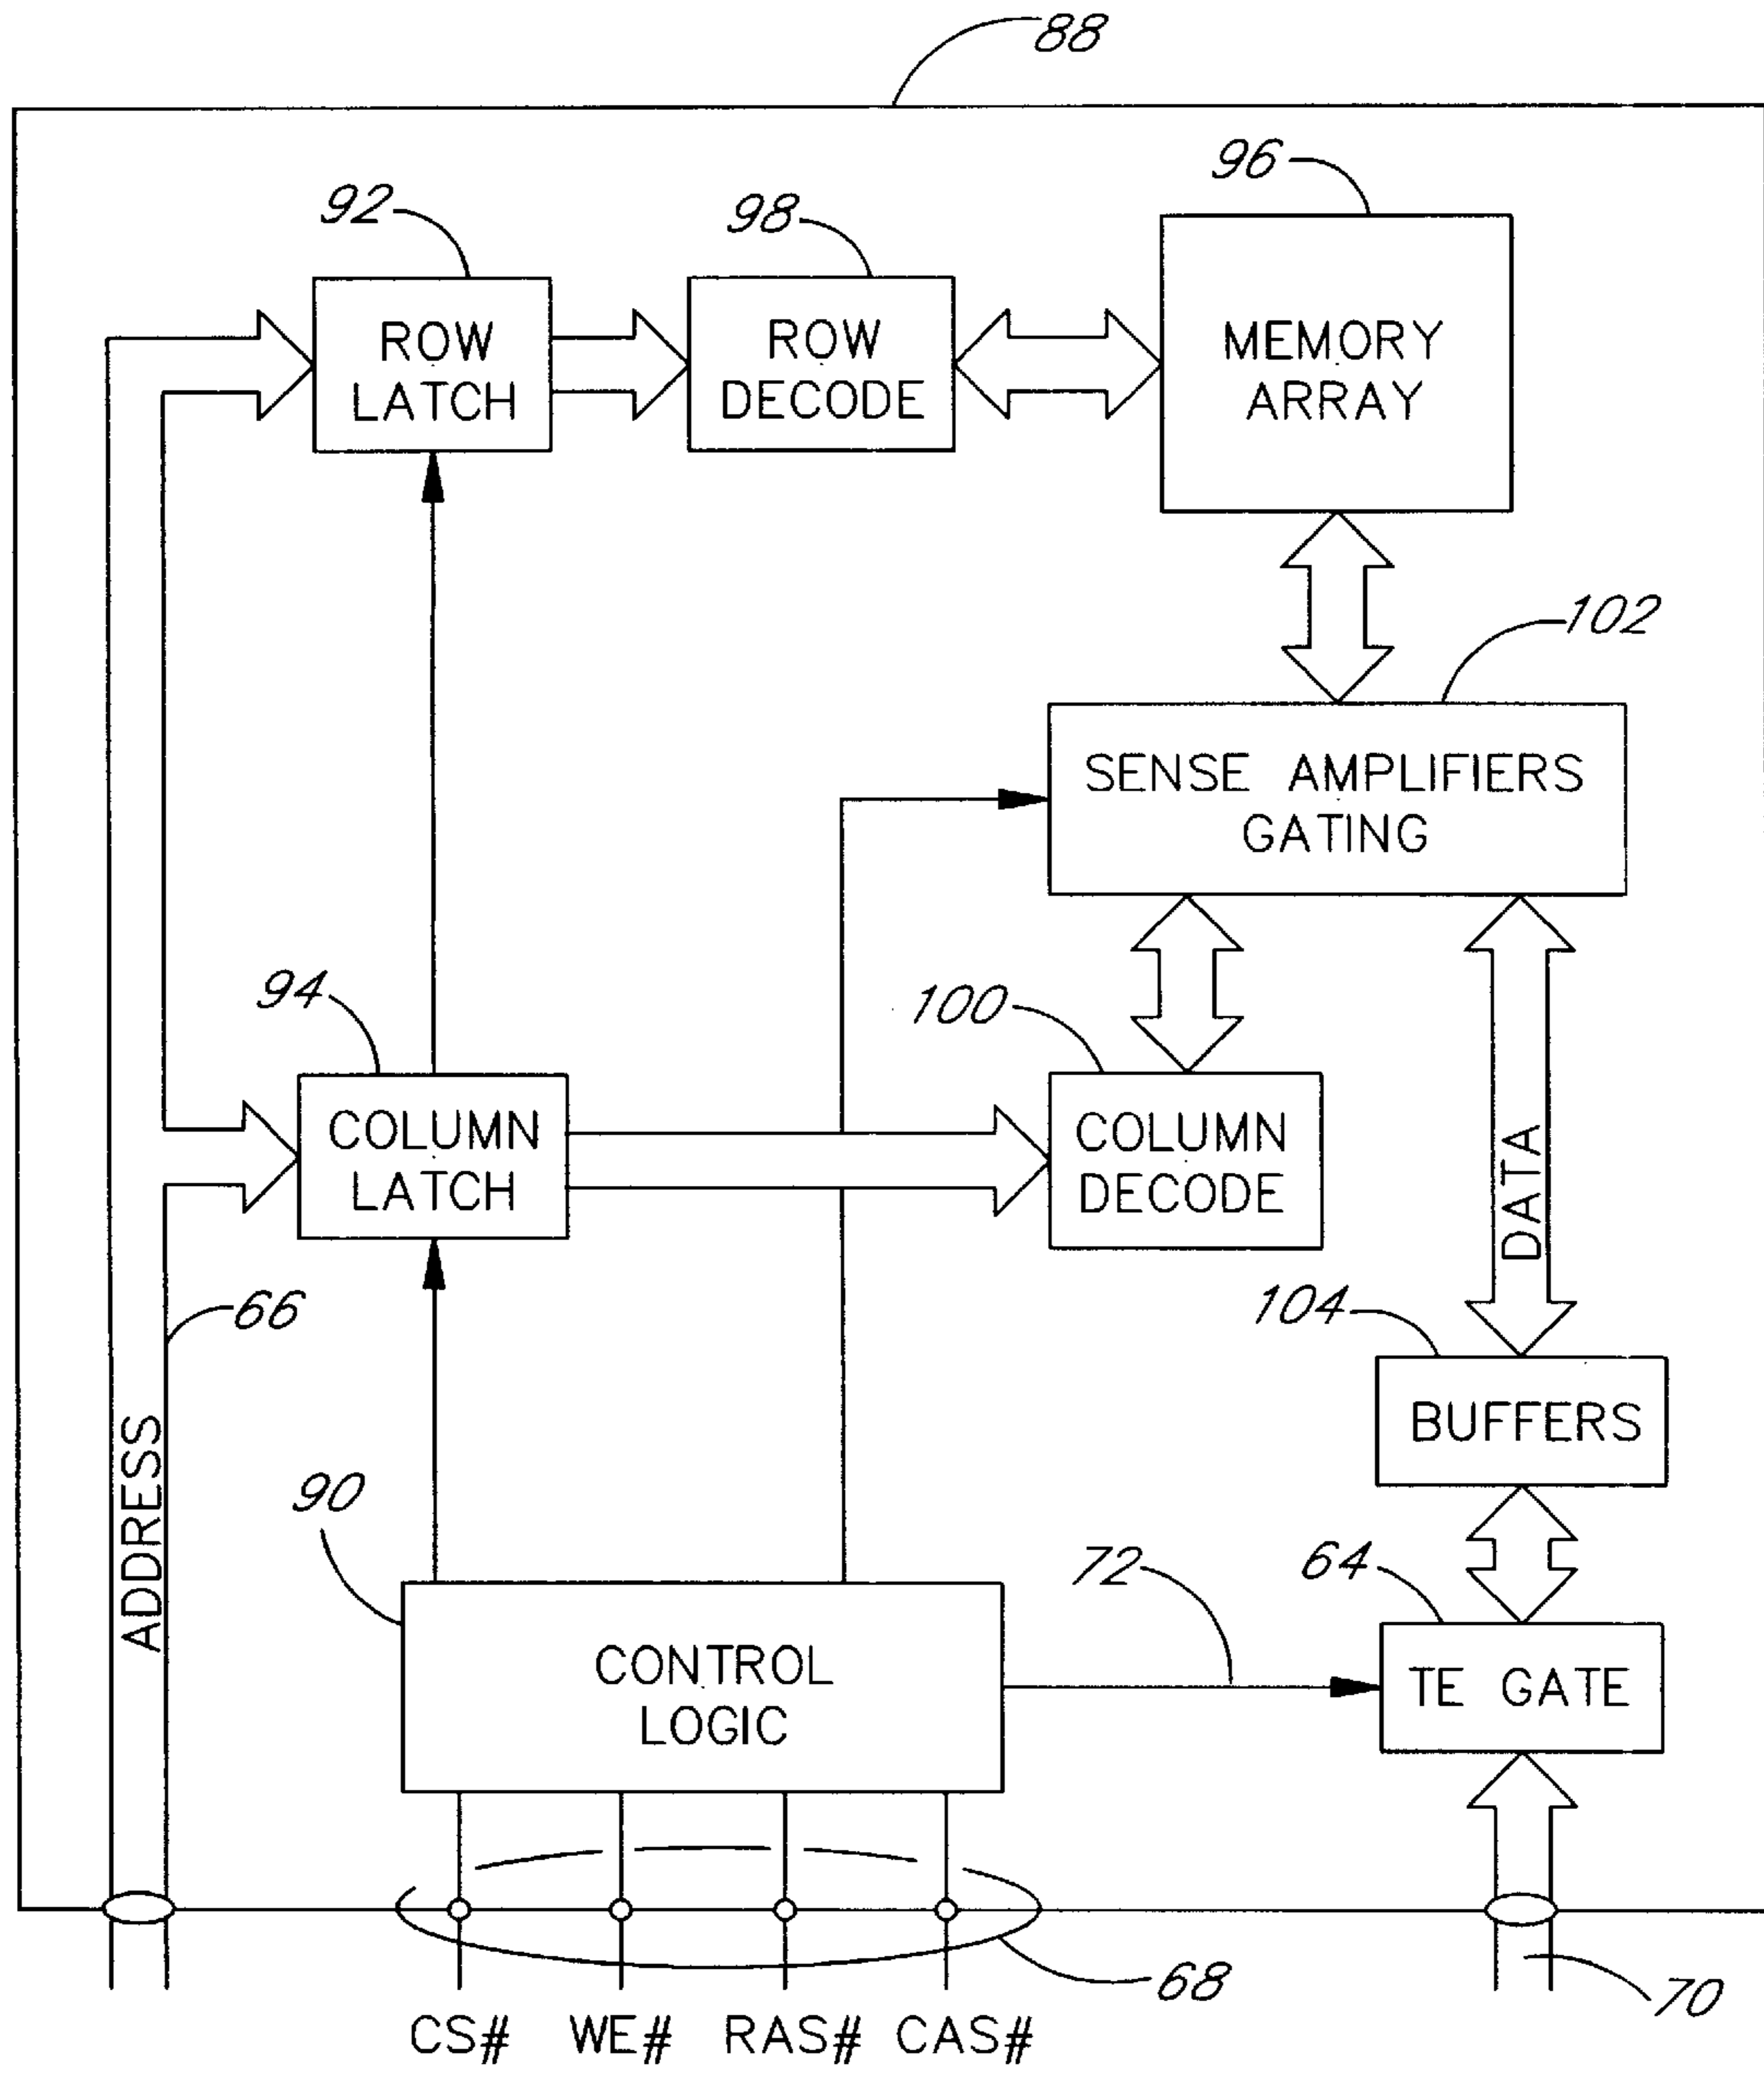 88
96
92
98
ROW
LATCH
ROW
DECODE
MEMORY
ARRAY
102
SENSE AMPLIFIERS
GATING
94
100
COLUMN
LATCH
COLUMN
DECODE
DATA
66
104
BUFFERS
ADDRESS
90
72
64
CONTROL
LOGIC
TE GATE
68
70
CS# WE# RAS# CAS#